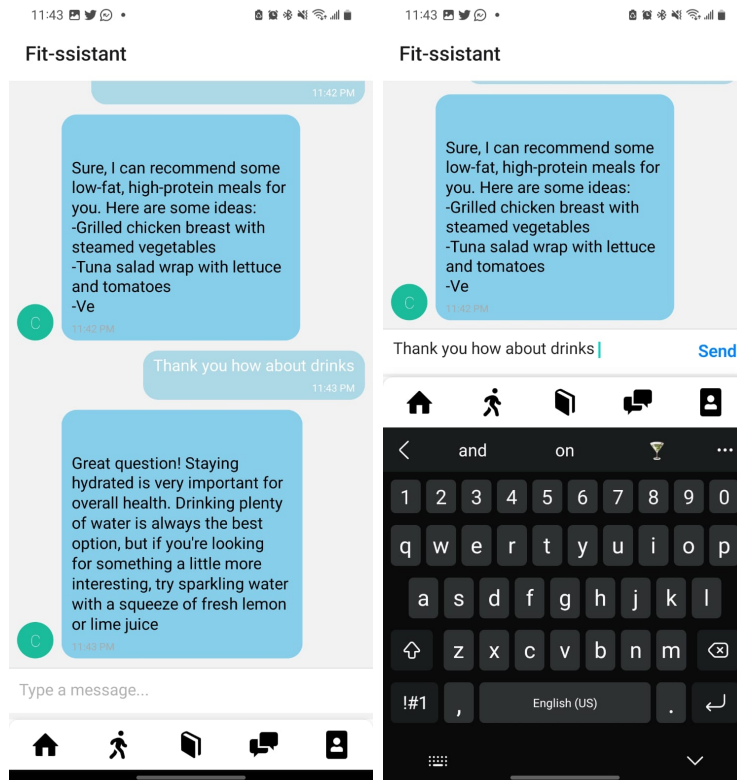 11:43
Fit-ssistant
11:42 PM
Sure, I can recommend some
low-fat, high-protein meals for
you. Here are some ideas:
-Grilled chicken breast with
steamed vegetables
-Tuna salad wrap with lettuce
and tomatoes
-Ve
C
11:42 PM
Thank you how about drinks
11:43 PM
Great question! Staying
hydrated is very important for
overall health. Drinking plenty
of water is always the best
option, but if you're looking
for something a little more
interesting, try sparkling water
with a squeeze of fresh lemon
or lime juice
C
11:43 PM
Type a message...
11:43
Fit-ssistant
Sure, I can recommend some
low-fat, high-protein meals for
you. Here are some ideas:
-Grilled chicken breast with
steamed vegetables
-Tuna salad wrap with lettuce
and tomatoes
-Ve
C
11:42 PM
Thank you how about drinks
Send
and on
1 2 3 4 5 6 7 8 9 0
q w e r t y u i o p
a s d f g h j k l
z x c v b n m
!#1 , English (US) .